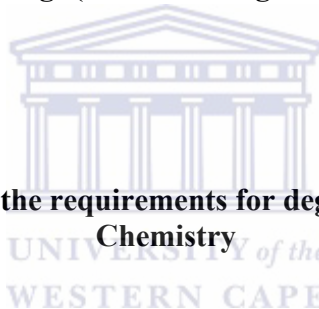 the requirements for deg
Chemistry
UNIVERSITY of the
WESTERN CAPE